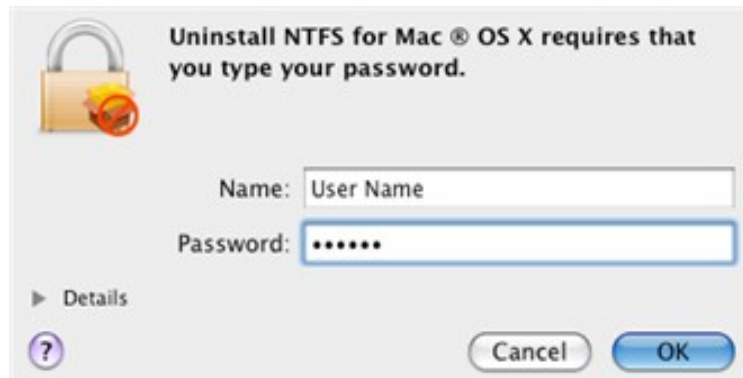 Uninstall NTFS for Mac ® OS X requires that
you type your password.
Name: User Name
Password: ••••••
Details
?
Cancel OK